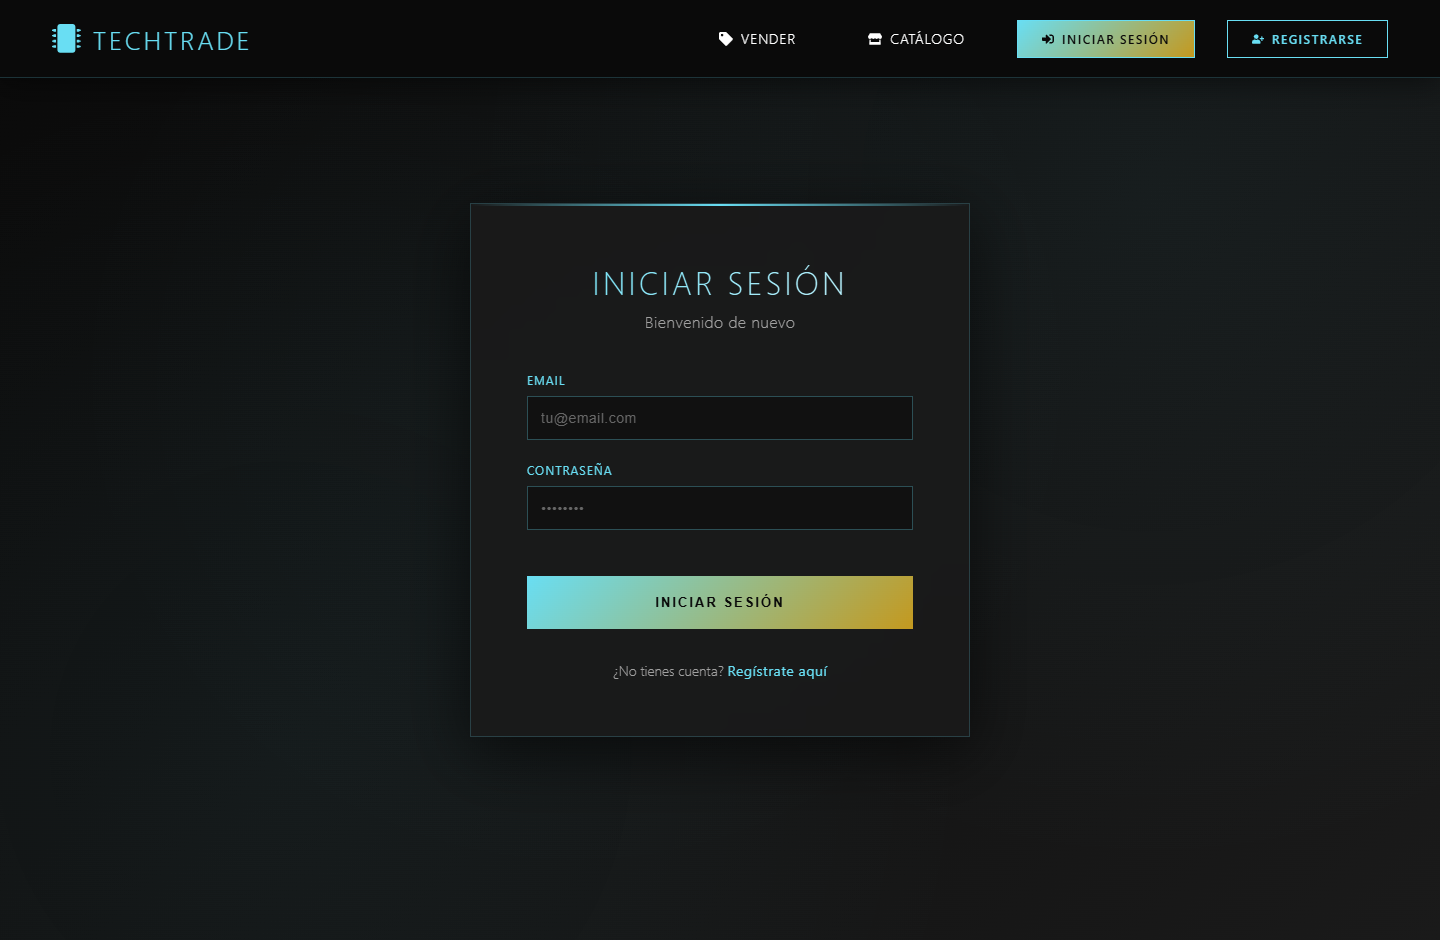 TECHTRADE
VENDER
CATÁLOGO
INICIAR SESIÓN
REGISTRARSE
INICIAR SESIÓN
Bienvenido de nuevo
EMAIL
tu@email.com
CONTRASEÑA
••••••••
INICIAR SESIÓN
¿No tienes cuenta? Regístrate aquí